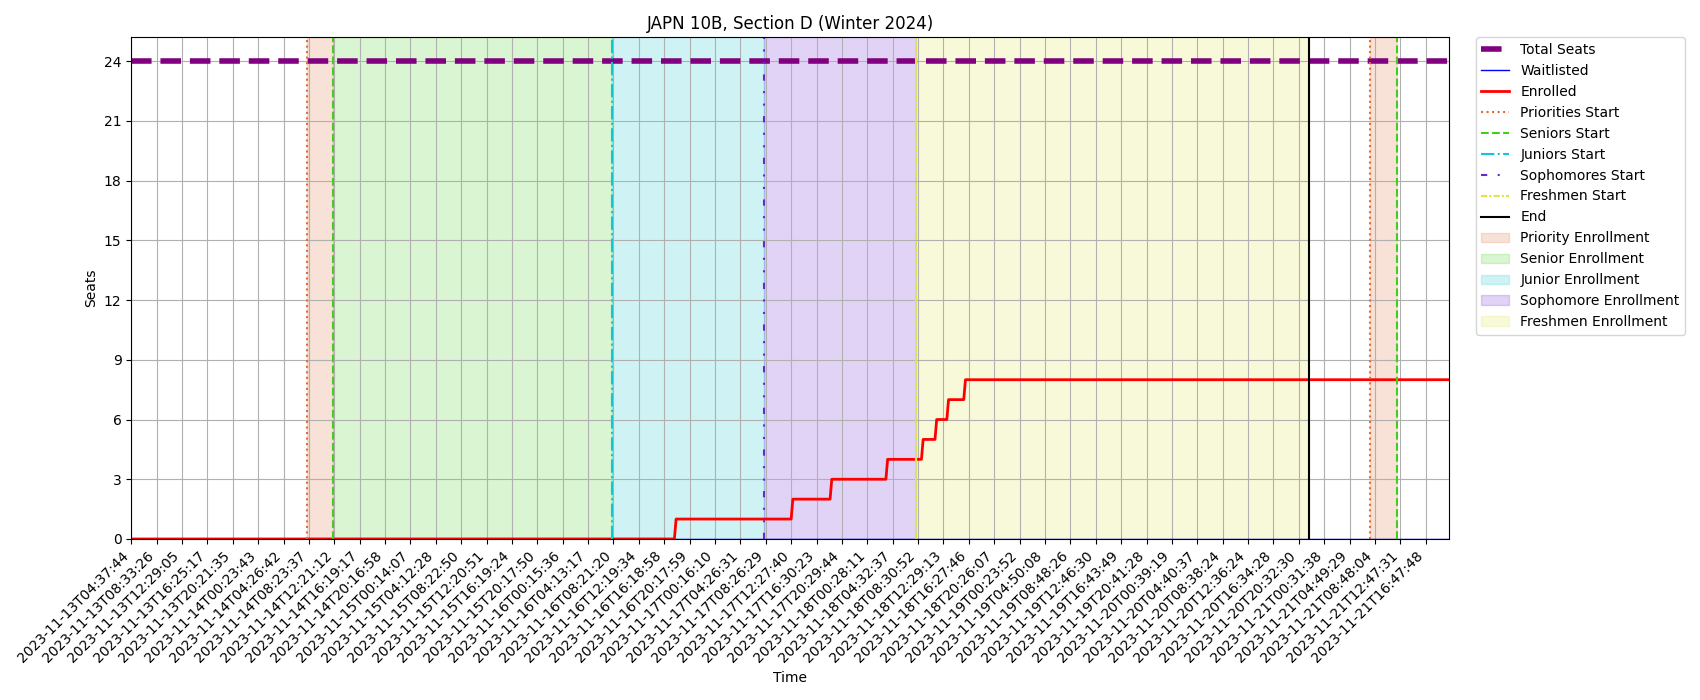 JAPN 10B, Section D (Winter 2024)
Seats
24
21
18
15
12
9
6
3
0
2023-11-13T04:37:44
2023-11-13T08:33:26
2023-11-13T12:29:05
2023-11-13T16:25:17
2023-11-13T20:21:35
2023-11-14T00:23:43
2023-11-14T04:26:42
2023-11-14T08:23:37
2023-11-14T12:21:12
2023-11-14T16:19:17
2023-11-14T20:16:58
2023-11-15T00:14:07
2023-11-15T04:12:28
2023-11-15T08:22:50
2023-11-15T12:20:51
2023-11-15T16:19:24
2023-11-15T20:17:50
2023-11-16T00:15:36
2023-11-16T04:13:17
2023-11-16T08:21:20
2023-11-16T12:19:34
2023-11-16T16:18:58
2023-11-16T20:17:59
2023-11-17T00:16:10
2023-11-17T04:26:31
2023-11-17T08:26:29
2023-11-17T12:27:40
2023-11-17T16:30:23
2023-11-17T20:29:44
2023-11-18T00:28:11
2023-11-18T04:32:37
2023-11-18T08:30:52
2023-11-18T12:29:13
2023-11-18T16:27:46
2023-11-18T20:26:07
2023-11-19T00:23:52
2023-11-19T04:50:08
2023-11-19T08:48:26
2023-11-19T12:46:30
2023-11-19T16:43:49
2023-11-19T20:41:28
2023-11-20T00:39:19
2023-11-20T04:40:37
2023-11-20T08:38:24
2023-11-20T12:36:24
2023-11-20T16:34:28
2023-11-20T20:32:30
2023-11-21T00:31:38
2023-11-21T04:49:29
2023-11-21T08:48:04
2023-11-21T12:47:31
2023-11-21T16:47:48
Time
Total Seats
Waitlisted
Enrolled
Priorities Start
Seniors Start
Juniors Start
Sophomores Start
Freshmen Start
End
Priority Enrollment
Senior Enrollment
Junior Enrollment
Sophomore Enrollment
Freshmen Enrollment